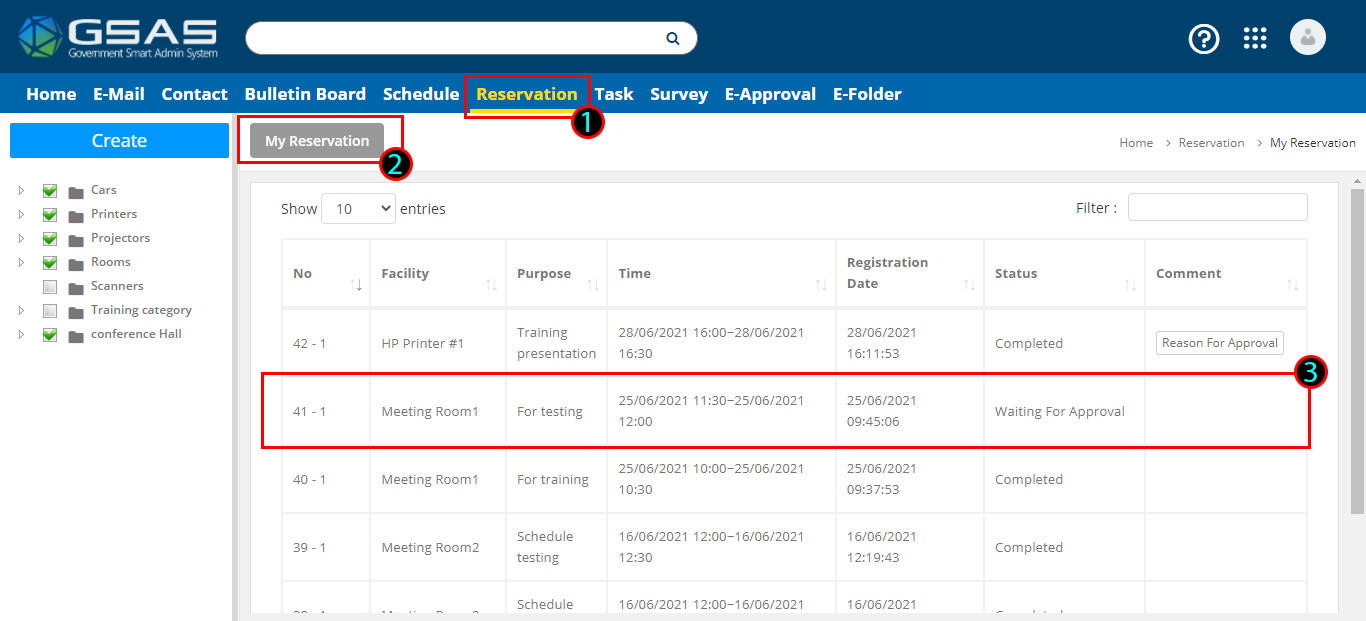 GSAS
Government Smart Admin System
Home E-Mail Contact Bulletin Board Schedule Reservation Task Survey E-Approval E-Folder
1
Create
My Reservation
2
Home > Reservation > My Reservation
Cars
Printers
Projectors
Rooms
Scanners
Training category
conference Hall
Show 10 entries
Filter :
No Facility Purpose Time Registration Date Status Comment
42 - 1 HP Printer #1 Training presentation 28/06/2021 16:00~28/06/2021 16:30 28/06/2021 16:11:53 Completed Reason For Approval
3
41 - 1 Meeting Room1 For testing 25/06/2021 11:30~25/06/2021 12:00 25/06/2021 09:45:06 Waiting For Approval
40 - 1 Meeting Room1 For training 25/06/2021 10:00~25/06/2021 10:30 25/06/2021 09:37:53 Completed
39 - 1 Meeting Room2 Schedule testing 16/06/2021 12:00~16/06/2021 12:30 16/06/2021 12:19:43 Completed
Schedule 16/06/2021 12:00~16/06/2021 16/06/2021